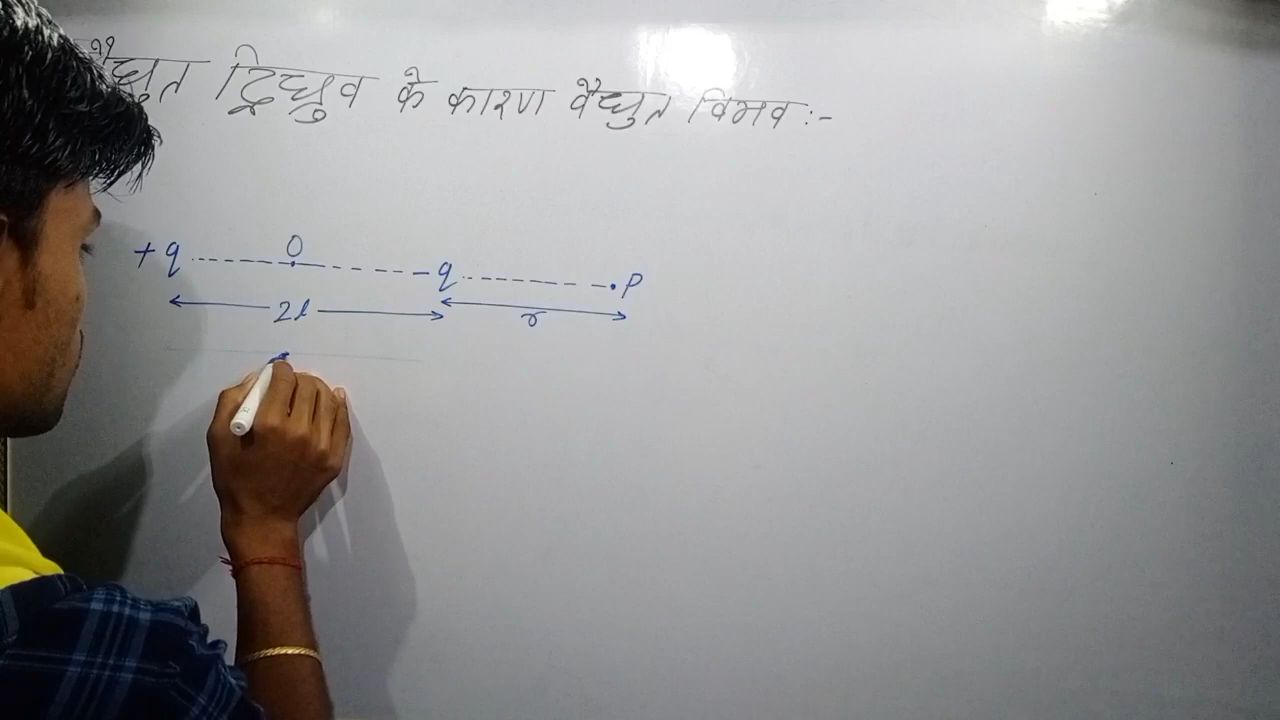 वैद्युत द्विध्रुव के कारण वैद्युत विभव :-
+q ------ O ------ -q ------ • P
2l r